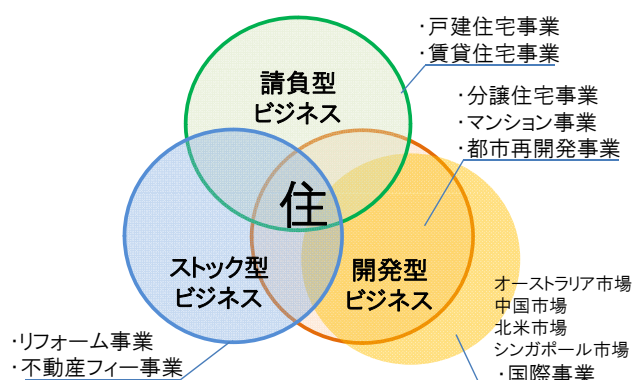 ・戸建住宅事業
・賃貸住宅事業
請負型
ビジネス
・分譲住宅事業
・マンション事業
・都市再開発事業
住
ストック型
ビジネス
開発型
ビジネス
オーストラリア市場
中国市場
北米市場
シンガポール市場
・国際事業
・リフォーム事業
・不動産フィー事業